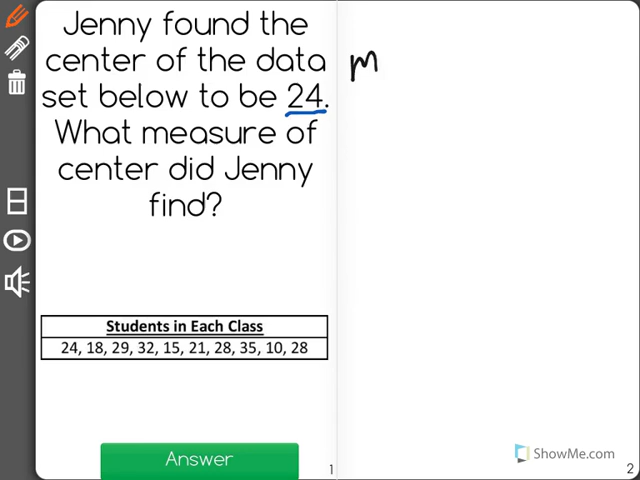 Jenny found the
center of the data
set below to be 24.
What measure of
center did Jenny
find?
m
Students in Each Class
24, 18, 29, 32, 15, 21, 28, 35, 10, 28
Answer
1
ShowMe.com
2